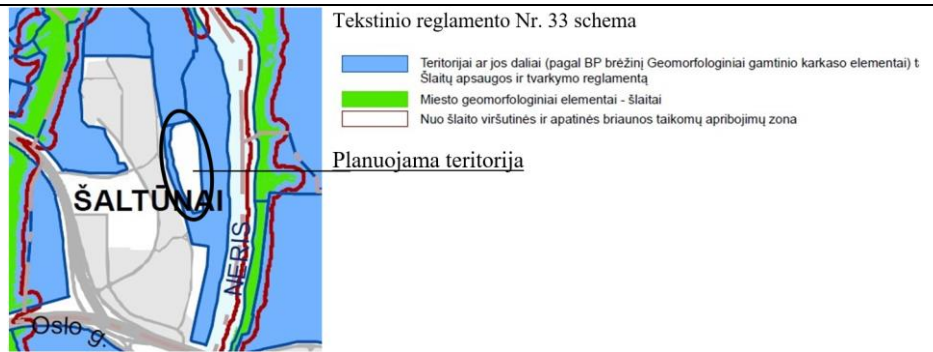 Tekstinio reglamento Nr. 33 schema
Teritorijai ar jos daliai (pagal BP brėžinį Geomorfologiniai gamtinio karkaso elementai) t
Šlaitų apsaugos ir tvarkymo reglamentą
Miesto geomorfologiniai elementai - šlaitai
Nuo šlaito viršutinės ir apatinės briaunos taikomų apribojimų zona
Planuojama teritorija
ŠALTŪNAI
NERIS
Oslo g.